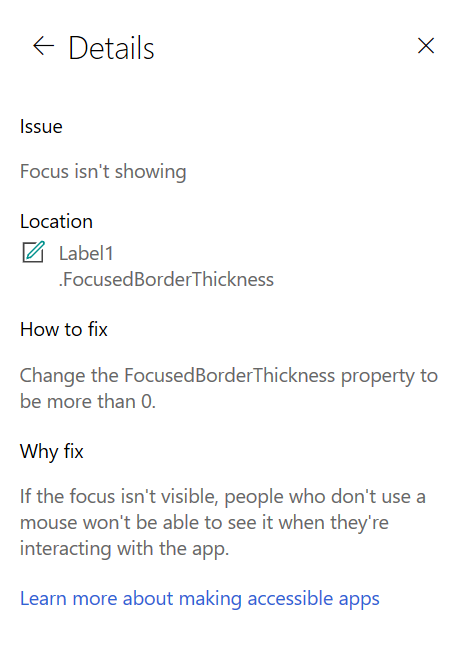 Details
Issue
Focus isn't showing
Location
Label1
.FocusedBorderThickness
How to fix
Change the FocusedBorderThickness property to
be more than 0.
Why fix
If the focus isn't visible, people who don't use a
mouse won't be able to see it when they're
interacting with the app.
Learn more about making accessible apps